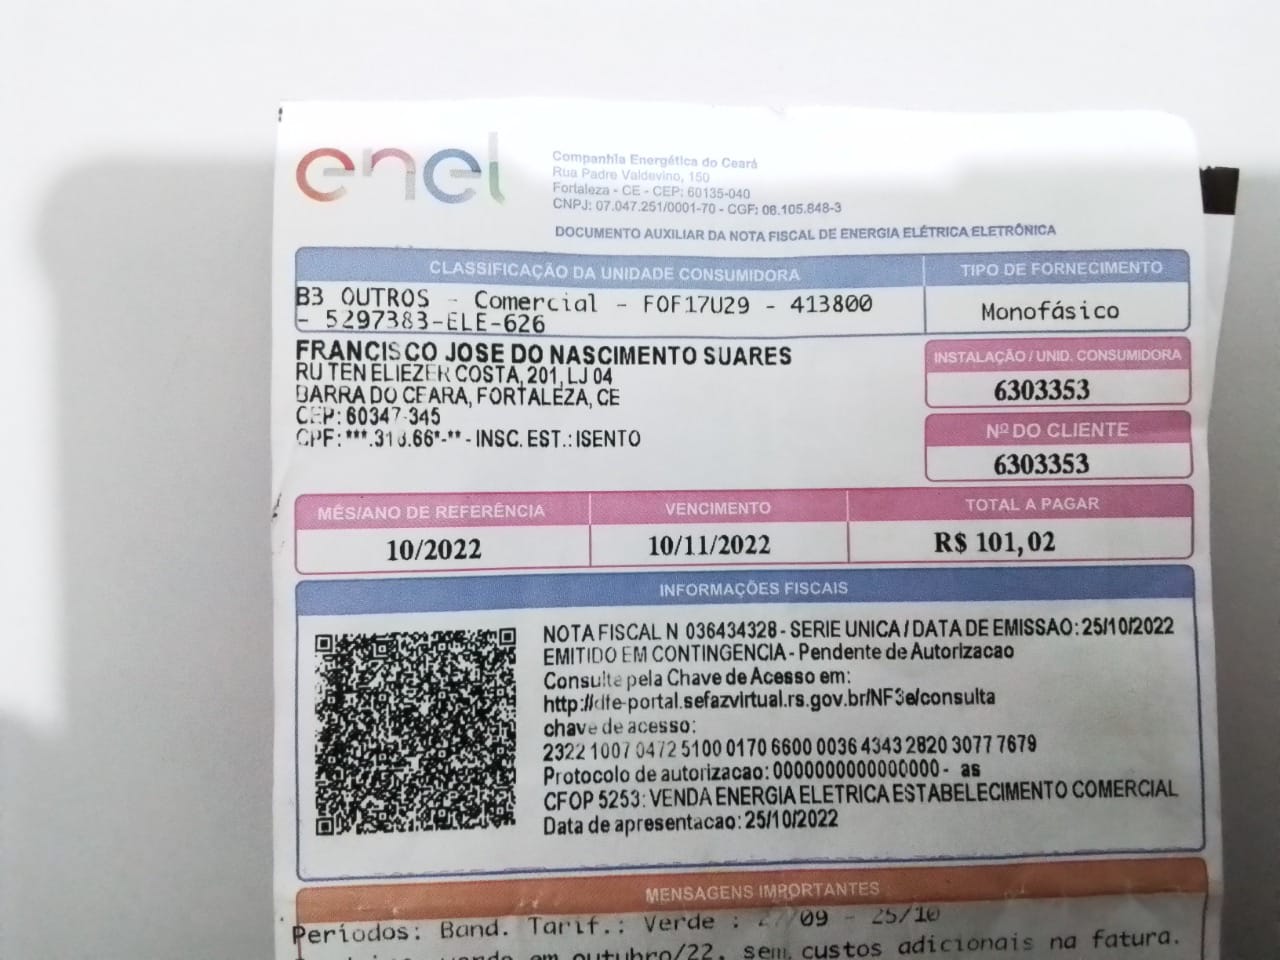 enel
Companhia Energética do Ceará
Rua Padre Valdevino, 150
Fortaleza - CE - CEP: 60135-040
CNPJ: 07.047.251/0001-70 - CGF: 06.105.848-3
DOCUMENTO AUXILIAR DA NOTA FISCAL DE ENERGIA ELÉTRICA ELETRÔNICA
CLASSIFICAÇÃO DA UNIDADE CONSUMIDORA
B3 OUTROS - Comercial - FOF17U29 - 413800
- 5297383-ELE-626
TIPO DE FORNECIMENTO
Monofásico
FRANCISCO JOSE DO NASCIMENTO SUARES
RU TEN ELIEZER COSTA, 201, LJ 04
BARRA DO CEARA, FORTALEZA, CE
CEP: 60347-345
CPF: ***.318.66*-** - INSC. EST.: ISENTO
INSTALAÇÃO / UNID. CONSUMIDORA
6303353
Nº DO CLIENTE
6303353
MÊS/ANO DE REFERÊNCIA
10/2022
VENCIMENTO
10/11/2022
TOTAL A PAGAR
R$ 101,02
INFORMAÇÕES FISCAIS
NOTA FISCAL N 036434328 - SERIE UNICA / DATA DE EMISSAO: 25/10/2022
EMITIDO EM CONTINGENCIA - Pendente de Autorizacao
Consulte pela Chave de Acesso em:
http://dfe-portal.sefazvirtual.rs.gov.br/NF3e/consulta
chave de acesso:
2322 1007 0472 5100 0170 6600 0036 4343 2820 3077 7679
Protocolo de autorizacao: 0000000000000000 - as
CFOP 5253: VENDA ENERGIA ELETRICA ESTABELECIMENTO COMERCIAL
Data de apresentacao: 25/10/2022
MENSAGENS IMPORTANTES
Períodos: Band. Tarif.: Verde : 27/09 - 25/10
em outubro/22, sem custos adicionais na fatura.